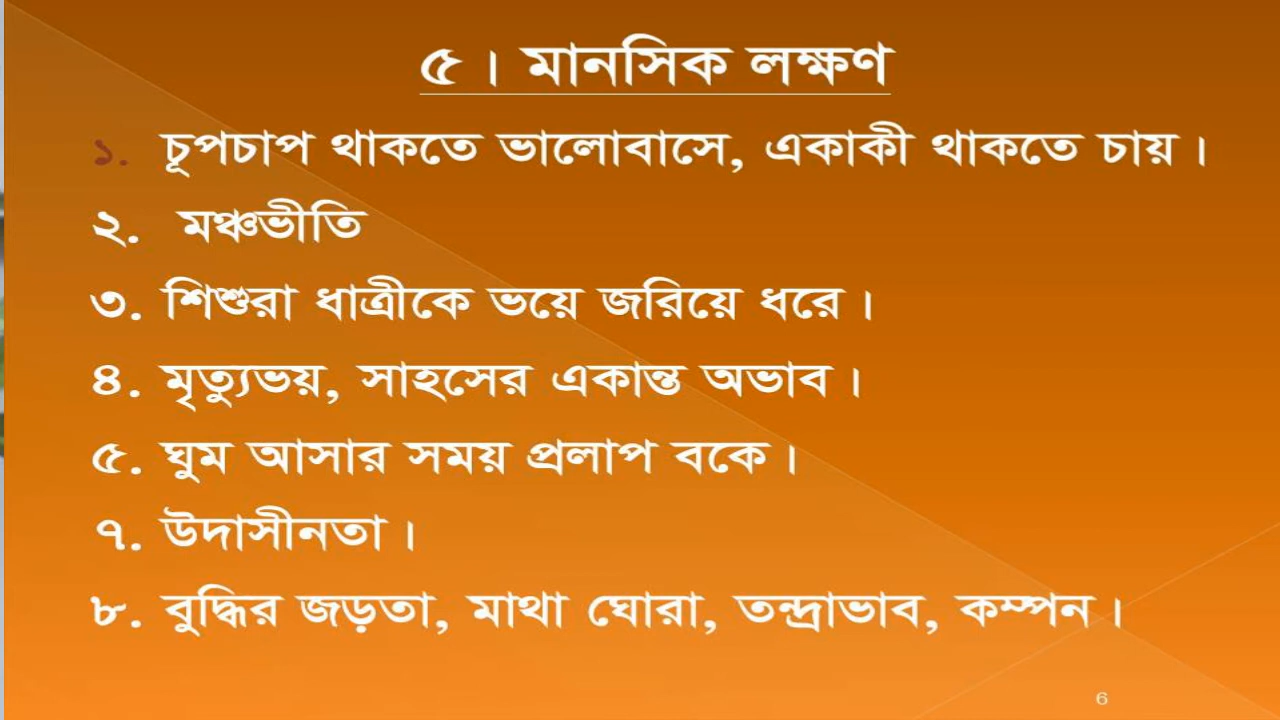 ৫। মানসিক লক্ষণ
১. চূপচাপ থাকতে ভালোবাসে, একাকী থাকতে চায়।
২. মঞ্চভীতি
৩. শিশুরা ধাত্রীকে ভয়ে জরিয়ে ধরে।
৪. মৃত্যুভয়, সাহসের একান্ত অভাব।
৫. ঘুম আসার সময় প্রলাপ বকে।
৭. উদাসীনতা।
৮. বুদ্ধির জড়তা, মাথা ঘোরা, তন্দ্রাভাব, কম্পন।
6